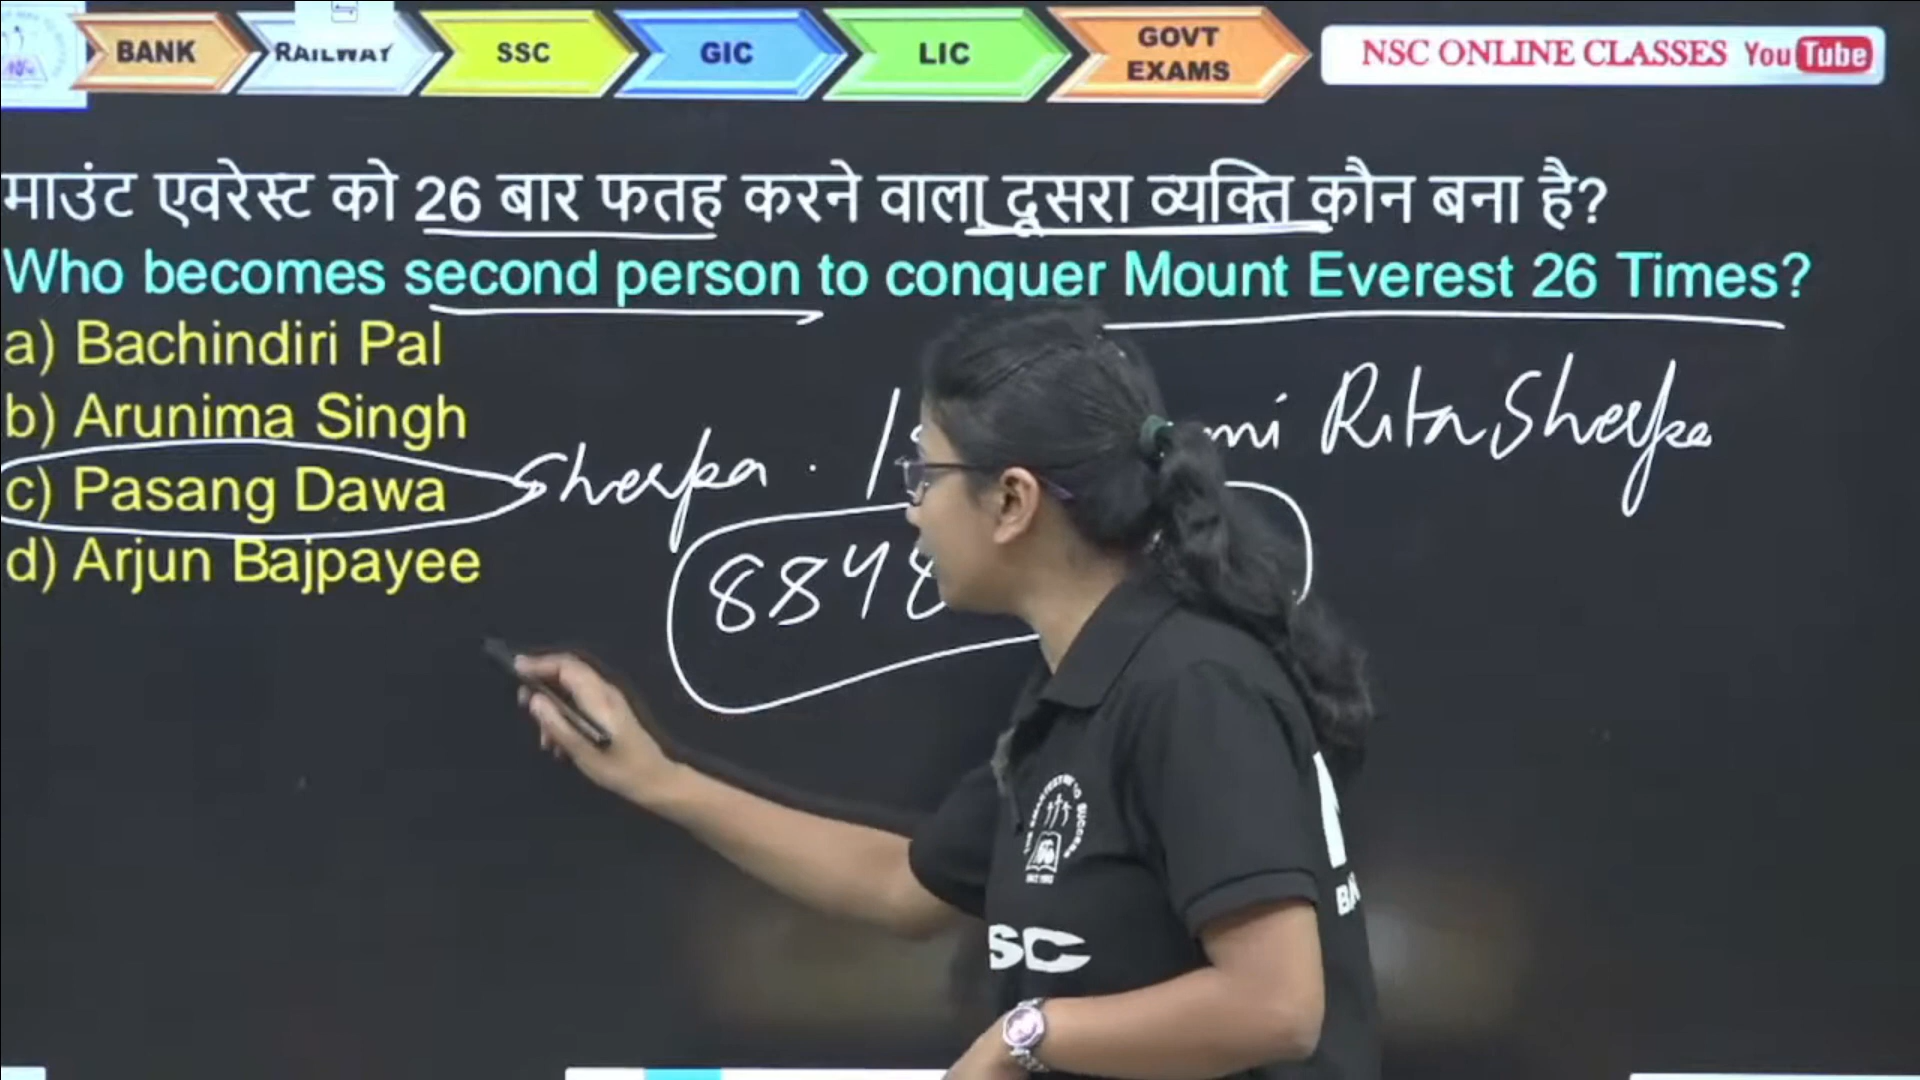 BANK RAILWAY SSC GIC LIC GOVT EXAMS NSC ONLINE CLASSES YouTube
माउंट एवरेस्ट को 26 बार फतह करने वाला दूसरा व्यक्ति कौन बना है?
Who becomes second person to conquer Mount Everest 26 Times?
a) Bachindiri Pal
b) Arunima Singh
mi Rita Sherpa
c) Pasang Dawa Sherpa.
d) Arjun Bajpayee
8848
SC